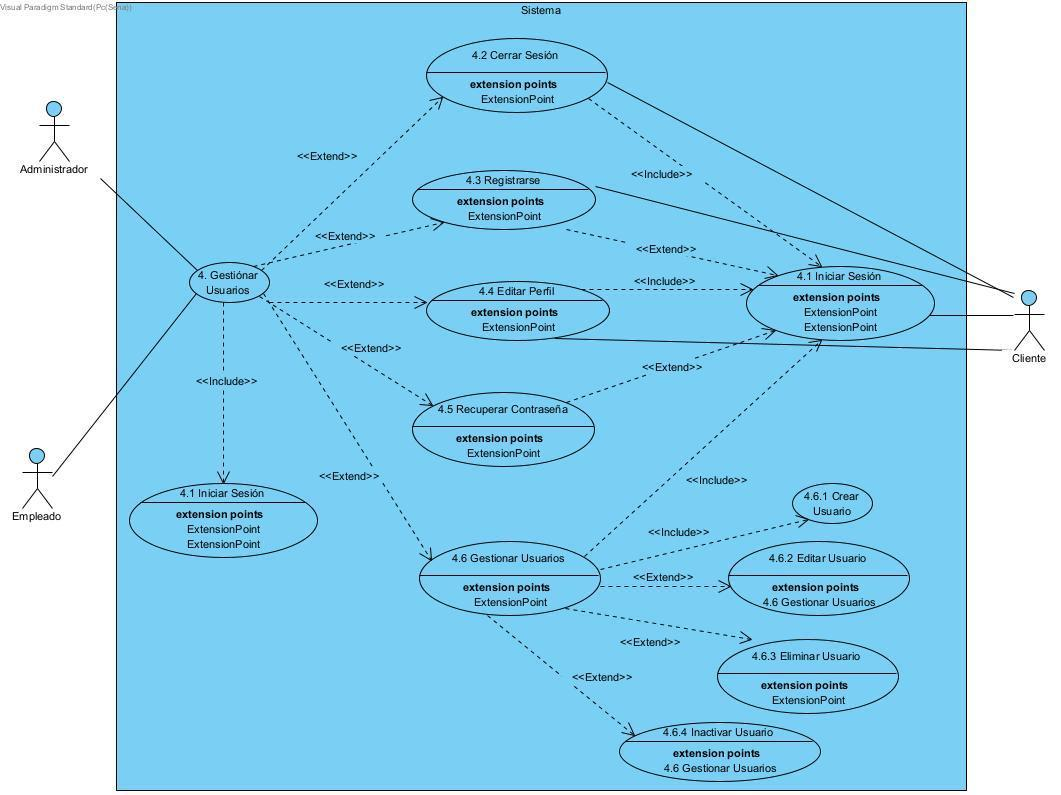 Visual Paradigm Standard(Pc(Sena))
Sistema
4.2 Cerrar Sesión
extension points
ExtensionPoint
Administrador
<<Extend>>
<<Include>>
4.3 Registrarse
extension points
ExtensionPoint
<<Extend>>
<<Extend>>
4. Gestiónar
Usuarios
<<Extend>>
4.4 Editar Perfil
extension points
ExtensionPoint
<<Include>>
4.1 Iniciar Sesión
extension points
ExtensionPoint
ExtensionPoint
Cliente
<<Extend>>
<<Extend>>
<<Include>>
4.5 Recuperar Contraseña
extension points
ExtensionPoint
<<Extend>>
<<Include>>
4.1 Iniciar Sesión
extension points
ExtensionPoint
ExtensionPoint
Empleado
4.6.1 Crear
Usuario
<<Include>>
4.6 Gestionar Usuarios
extension points
ExtensionPoint
<<Extend>>
4.6.2 Editar Usuario
extension points
4.6 Gestionar Usuarios
<<Extend>>
4.6.3 Eliminar Usuario
extension points
ExtensionPoint
<<Extend>>
4.6.4 Inactivar Usuario
extension points
4.6 Gestionar Usuarios